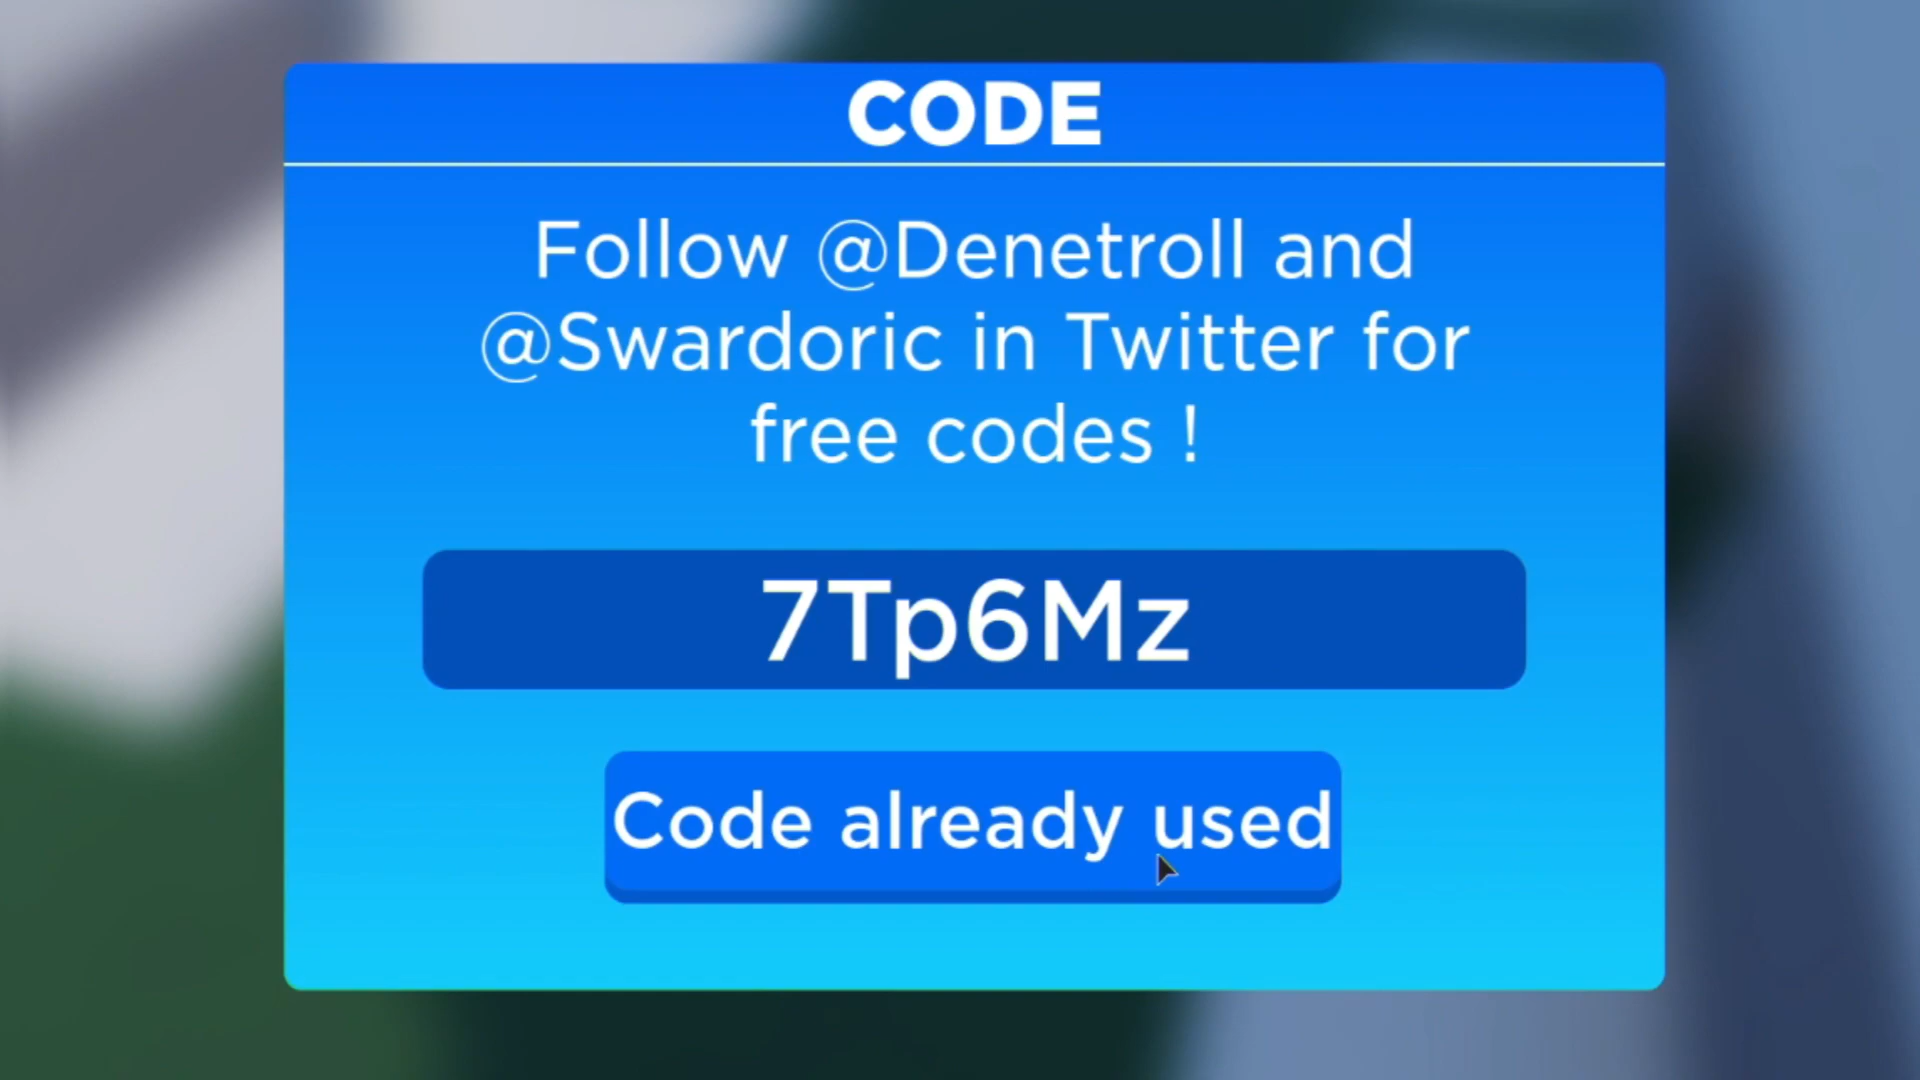 CODE
Follow @Denetroll and
@Swardoric in Twitter for
free codes !
7Tp6Mz
Code already used